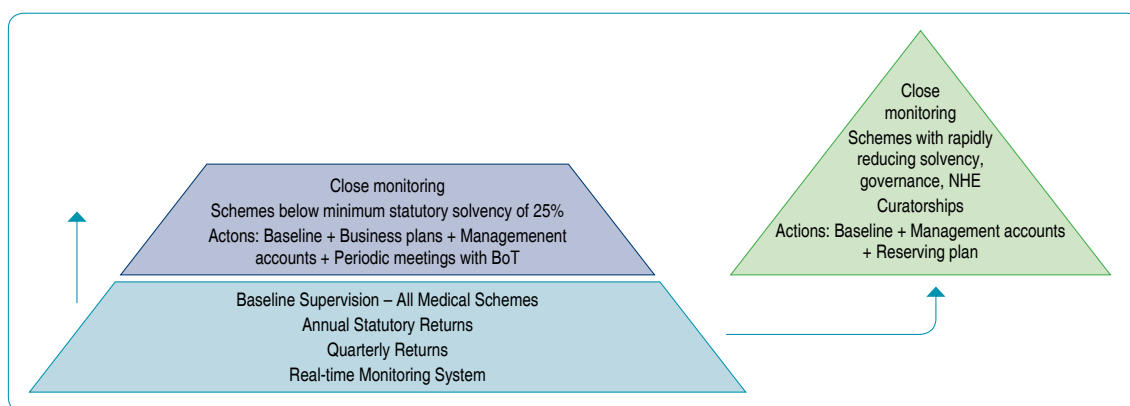 Close monitoring
Schemes below minimum statutory solvency of 25%
Actons: Baseline + Business plans + Managemenent
accounts + Periodic meetings with BoT
Baseline Supervision – All Medical Schemes
Annual Statutory Returns
Quarterly Returns
Real-time Monitoring System
Close
monitoring
Schemes with rapidly
reducing solvency,
governance, NHE
Curatorships
Actions: Baseline + Management accounts
+ Reserving plan